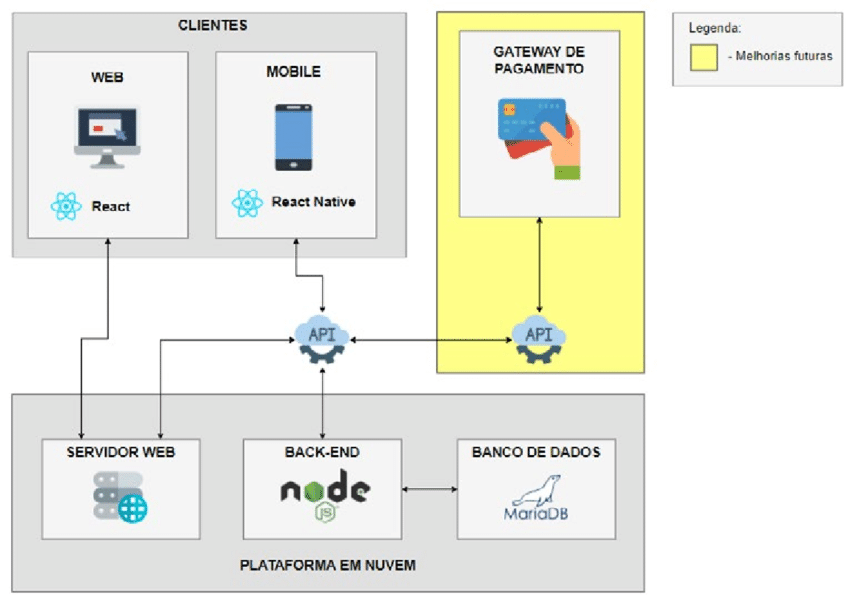 CLIENTES
WEB
React
MOBILE
React Native
GATEWAY DE
PAGAMENTO
Legenda:
- Melhorias futuras
API
API
SERVIDOR WEB
BACK-END
node
JS
BANCO DE DADOS
MariaDB
PLATAFORMA EM NUVEM